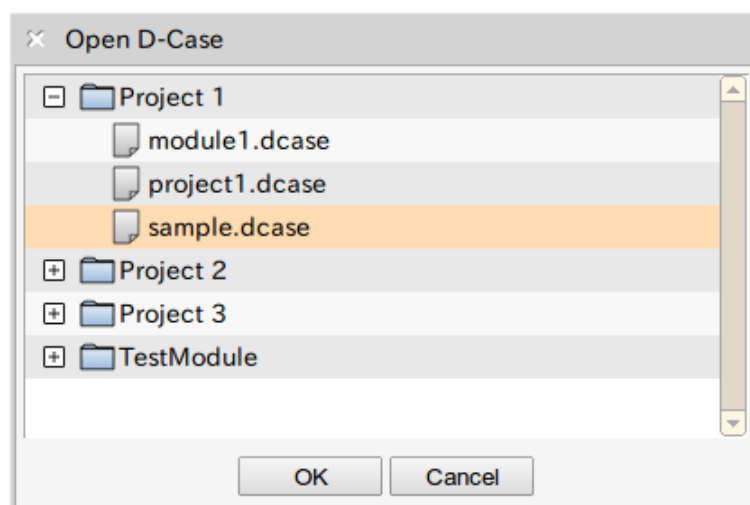 Open D-Case
Project 1
module1.dcase
project1.dcase
sample.dcase
Project 2
Project 3
TestModule
OK Cancel